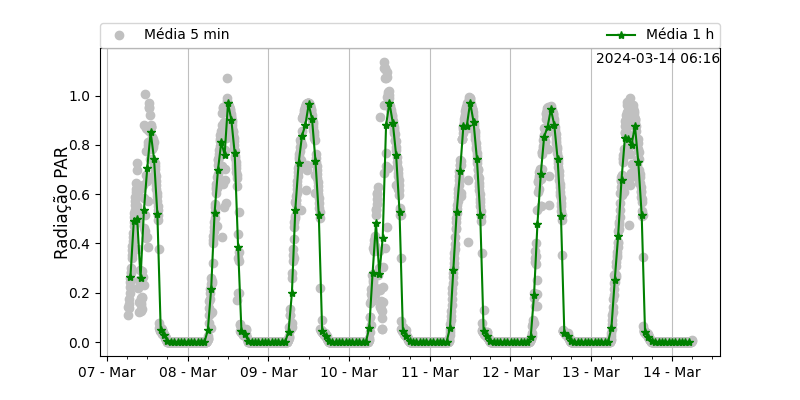 Média 5 min
Média 1 h
2024-03-14 06:16
Radiação PAR
1.0
0.8
0.6
0.4
0.2
0.0
07 - Mar
08 - Mar
09 - Mar
10 - Mar
11 - Mar
12 - Mar
13 - Mar
14 - Mar